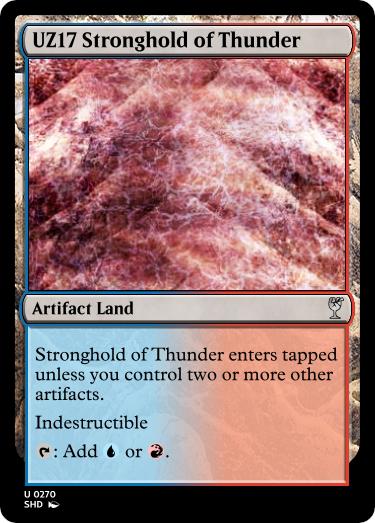 UZ17 Stronghold of Thunder
Artifact Land
Stronghold of Thunder enters tapped
unless you control two or more other
artifacts.
Indestructible
: Add or .
U 0270
SHD